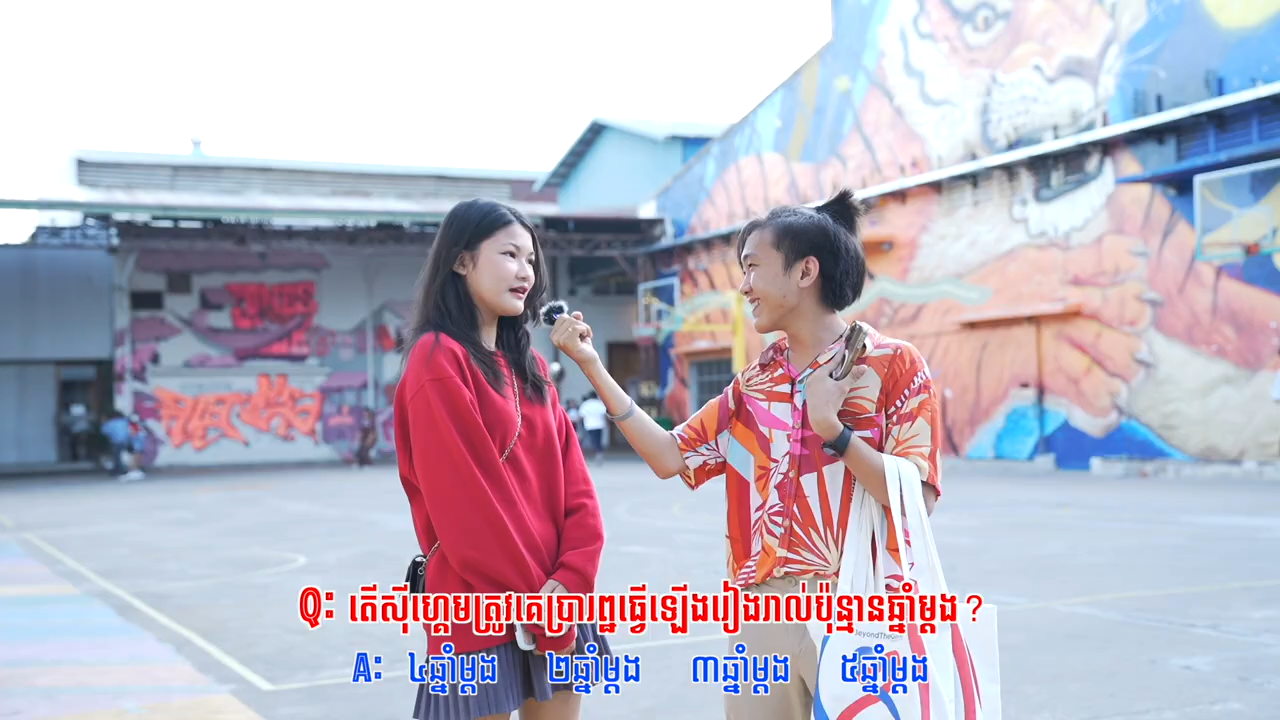 Q: តើស៊ីហ្គេមត្រូវគេប្រារព្ធធ្វើឡើងរៀងរាល់ប៉ុន្មានឆ្នាំម្តង?
A: ៤ឆ្នាំម្តង ២ឆ្នាំម្តង ៣ឆ្នាំម្តង ៥ឆ្នាំម្តង